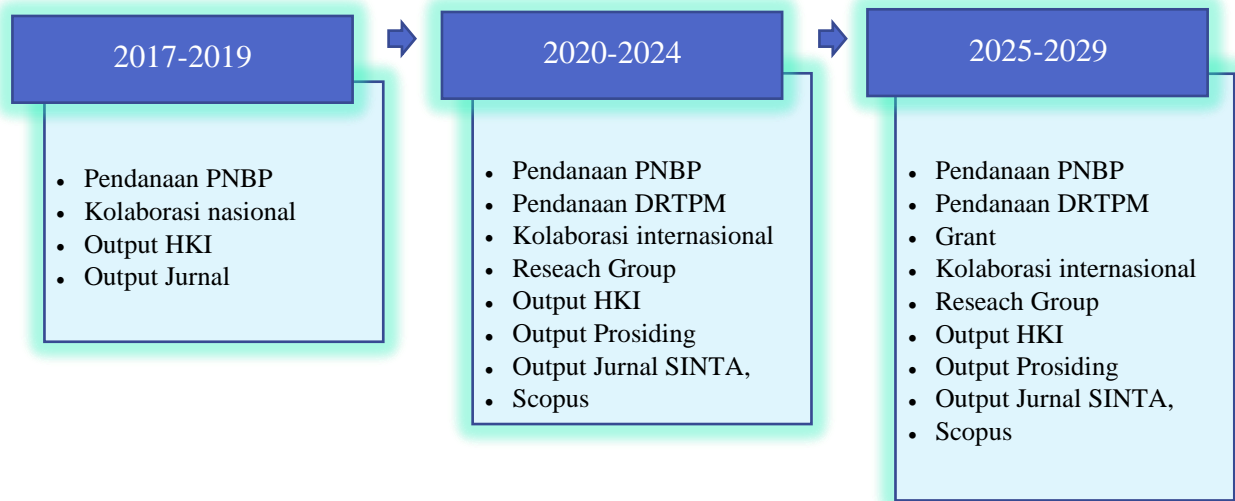 2017-2019
• Pendanaan PNBP
• Kolaborasi nasional
• Output HKI
• Output Jurnal
2020-2024
• Pendanaan PNBP
• Pendanaan DRTPM
• Kolaborasi internasional
• Reseach Group
• Output HKI
• Output Prosiding
• Output Jurnal SINTA,
• Scopus
2025-2029
• Pendanaan PNBP
• Pendanaan DRTPM
• Grant
• Kolaborasi internasional
• Reseach Group
• Output HKI
• Output Prosiding
• Output Jurnal SINTA,
• Scopus